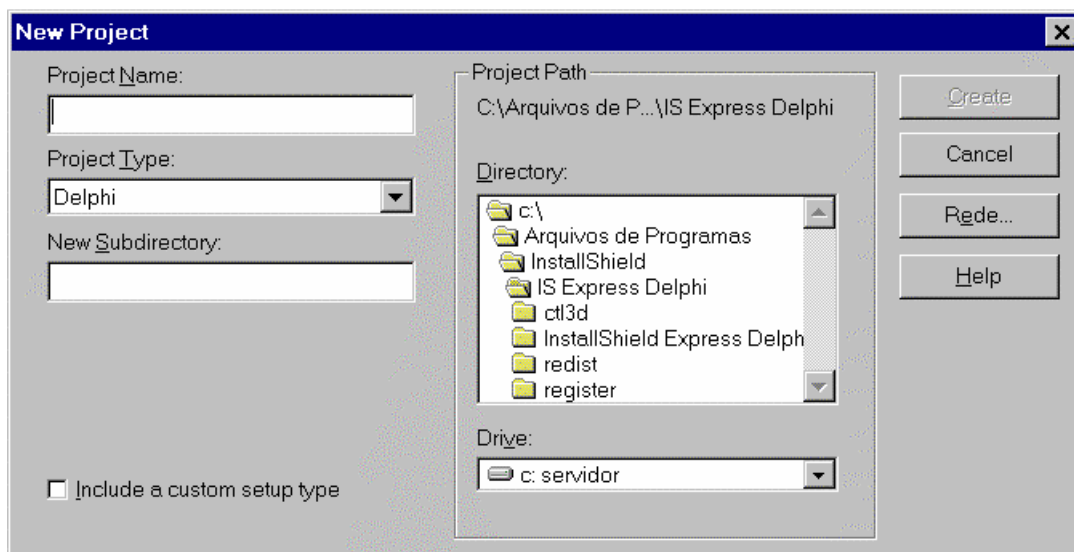 New Project
Project Name:
Project Type:
Delphi
New Subdirectory:
Include a custom setup type
Project Path
C:\Arquivos de P...\IS Express Delphi
Directory:
c:\
Arquivos de Programas
InstallShield
IS Express Delphi
ctl3d
InstallShield Express Delph
redist
register
Drive:
c: servidor
Create
Cancel
Rede...
Help